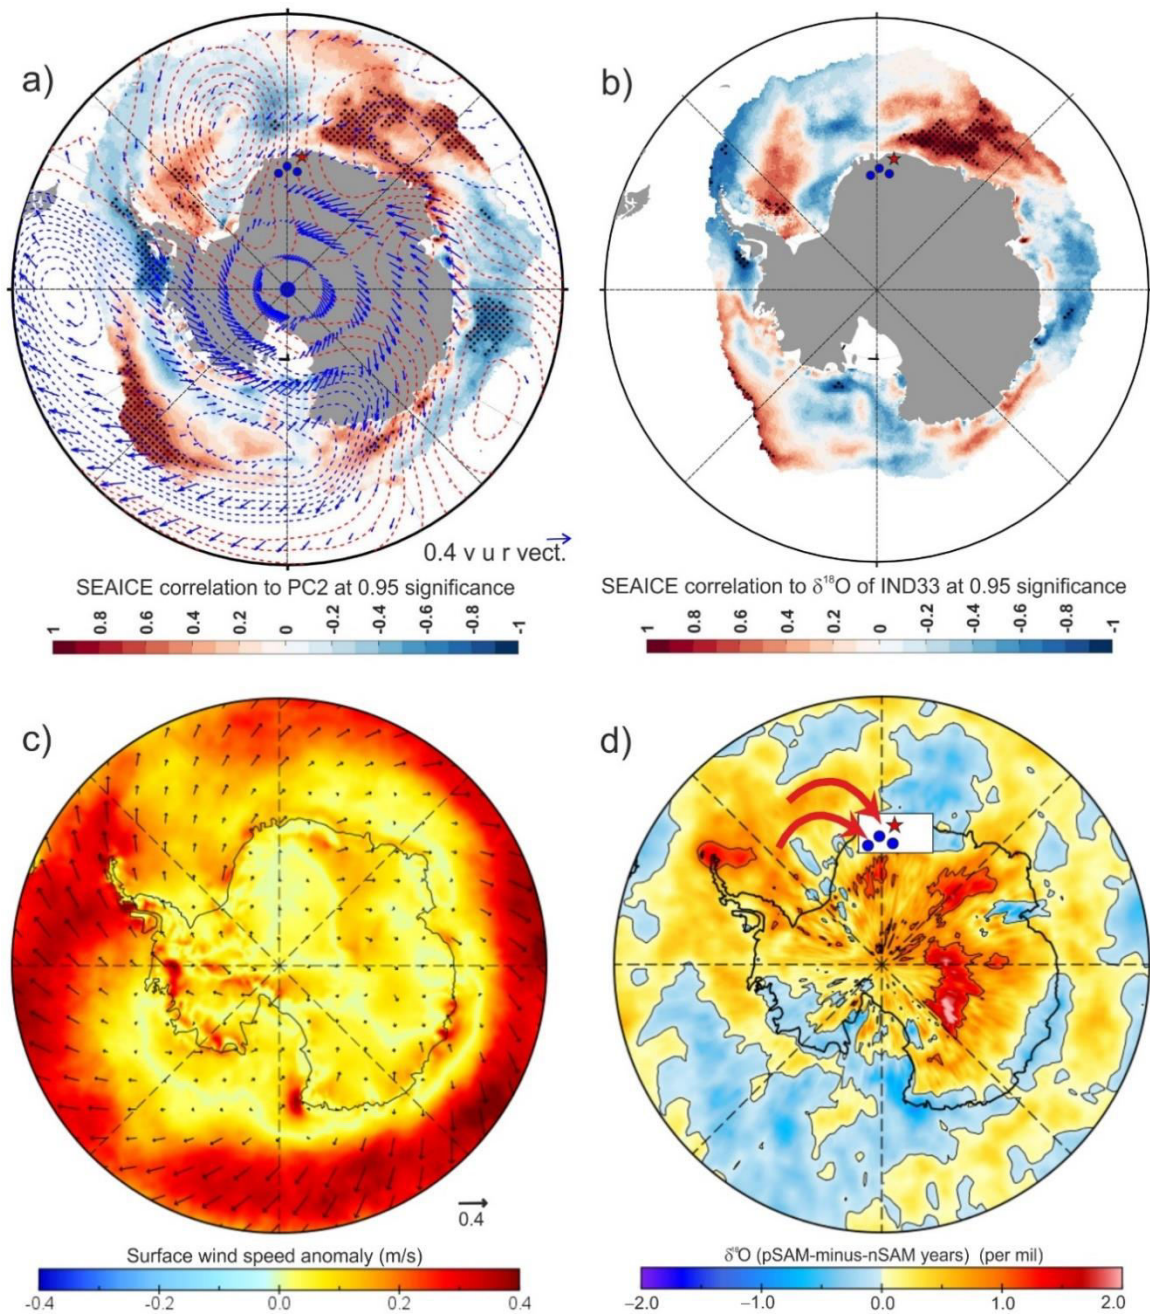 a)
b)
0.4 v u r vect.
SEAICE correlation to PC2 at 0.95 significance
1 0.8 0.6 0.4 0.2 0 -0.2 -0.4 -0.6 -0.8 -1
SEAICE correlation to δ¹⁸O of IND33 at 0.95 significance
1 0.8 0.6 0.4 0.2 0 -0.2 -0.4 -0.6 -0.8 -1
c)
d)
0.4
Surface wind speed anomaly (m/s)
-0.4 -0.2 0.0 0.2 0.4
δ¹⁸O (pSAM-minus-nSAM years) (per mil)
−2.0 −1.0 0.0 1.0 2.0